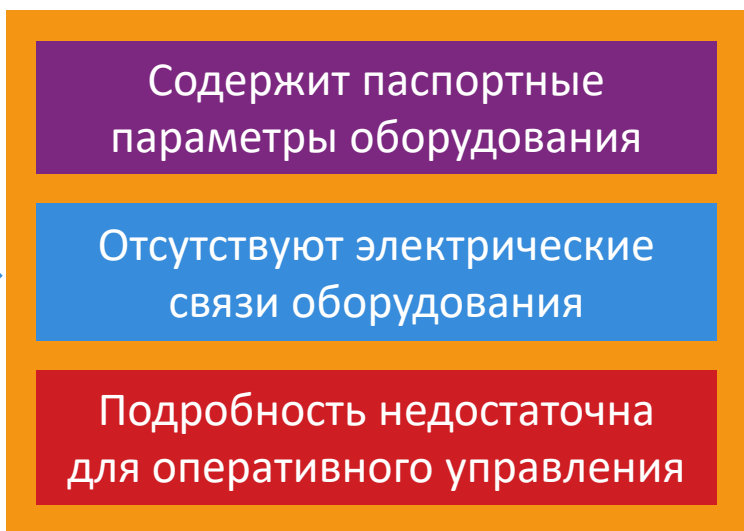 Содержит паспортные
параметры оборудования
Отсутствуют электрические
связи оборудования
Подробность недостаточна
для оперативного управления